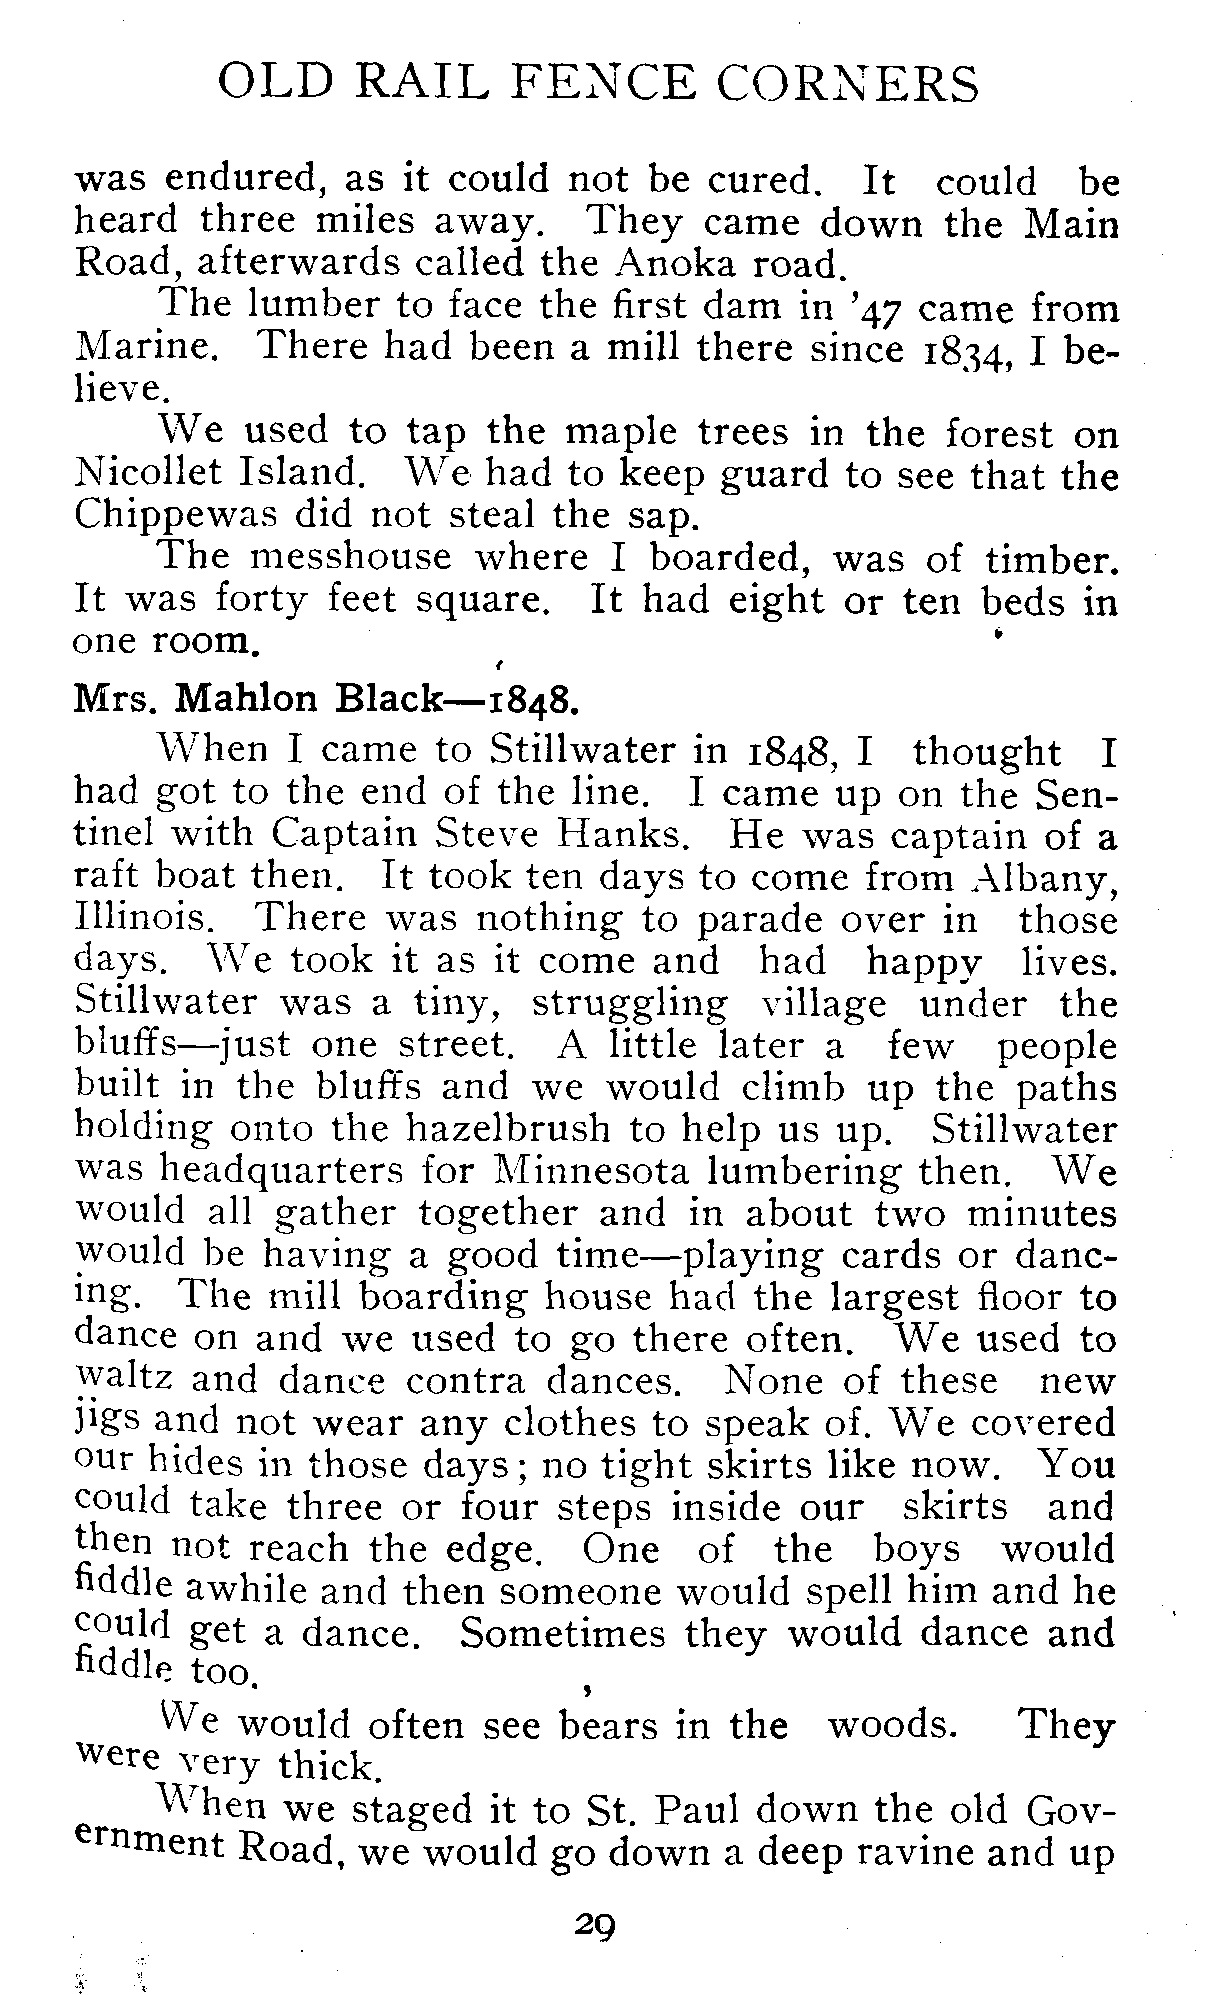 OLD RAIL FENCE CORNERS
was endured, as it could not be cured. It could be
heard three miles away. They came down the Main
Road, afterwards called the Anoka road.
The lumber to face the first dam in ’47 came from
Marine. There had been a mill there since 1834, I be-
lieve.
We used to tap the maple trees in the forest on
Nicollet Island. We had to keep guard to see that the
Chippewas did not steal the sap.
The messhouse where I boarded, was of timber.
It was forty feet square. It had eight or ten beds in
one room.
Mrs. Mahlon Black—1848.
When I came to Stillwater in 1848, I thought I
had got to the end of the line. I came up on the Sen-
tinel with Captain Steve Hanks. He was captain of a
raft boat then. It took ten days to come from Albany,
Illinois. There was nothing to parade over in those
days. We took it as it come and had happy lives.
Stillwater was a tiny, struggling village under the
bluffs—just one street. A little later a few people
built in the bluffs and we would climb up the paths
holding onto the hazelbrush to help us up. Stillwater
was headquarters for Minnesota lumbering then. We
would all gather together and in about two minutes
would be having a good time—playing cards or danc-
ing. The mill boarding house had the largest floor to
dance on and we used to go there often. We used to
waltz and dance contra dances. None of these new
jigs and not wear any clothes to speak of. We covered
our hides in those days; no tight skirts like now. You
could take three or four steps inside our skirts and
then not reach the edge. One of the boys would
fiddle awhile and then someone would spell him and he
could get a dance. Sometimes they would dance and
fiddle too.
We would often see bears in the woods. They
were very thick.
When we staged it to St. Paul down the old Gov-
ernment Road, we would go down a deep ravine and up
29